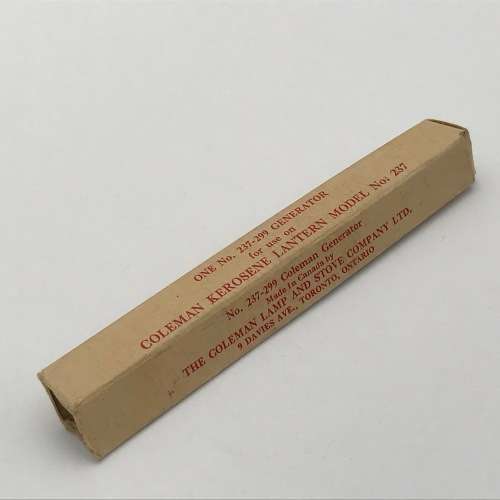 ONE No. 237-299 GENERATOR
for use on
COLEMAN KEROSENE LANTERN MODEL No: 237
No. 237-299 Coleman Generator
Made In Canada by
THE COLEMAN LAMP AND STOVE COMPANY LTD.
9 DAVIES AVE., TORONTO, ONTARIO